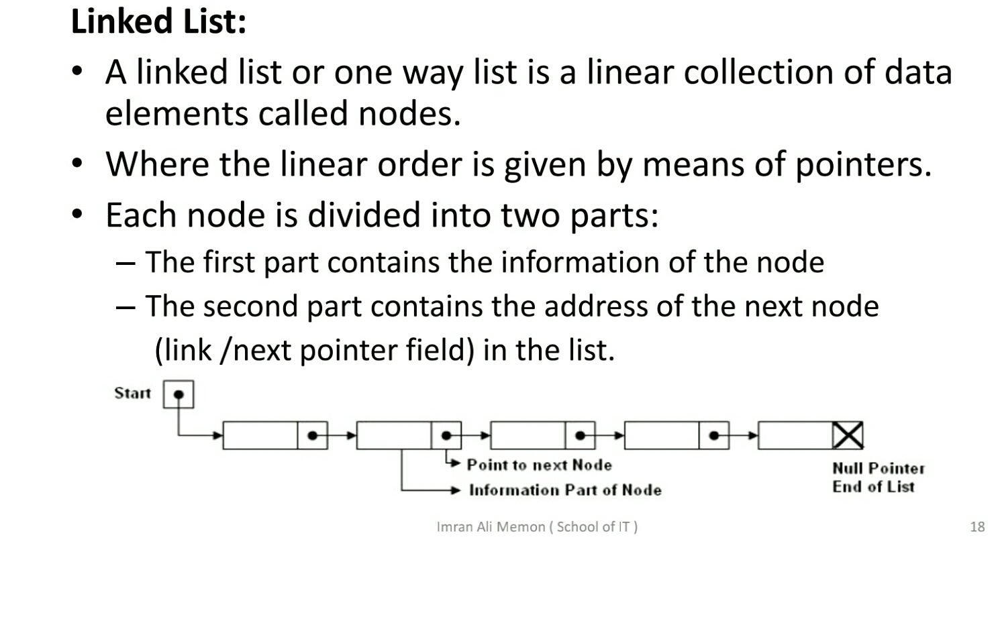 Linked List:
• A linked list or one way list is a linear collection of data
elements called nodes.
• Where the linear order is given by means of pointers.
• Each node is divided into two parts:
– The first part contains the information of the node
– The second part contains the address of the next node
(link /next pointer field) in the list.
Start
Point to next Node
Information Part of Node
Null Pointer
End of List
Imran Ali Memon ( School of IT )
18